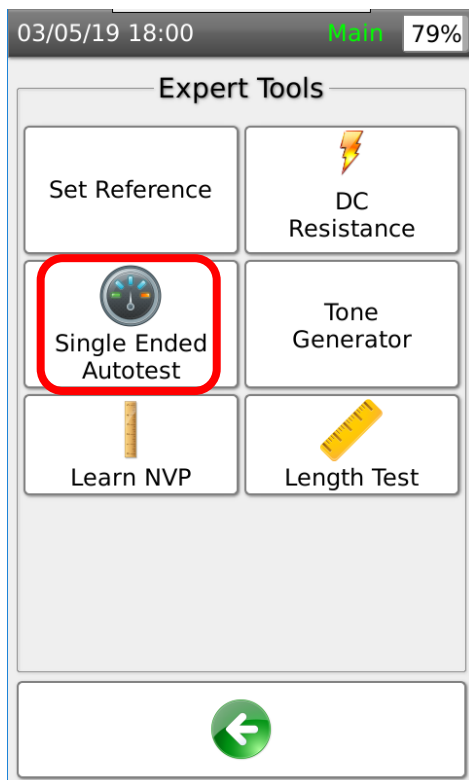 03/05/19 18:00 Main 79%
Expert Tools
Set Reference
DC
Resistance
Single Ended
Autotest
Tone
Generator
Learn NVP
Length Test